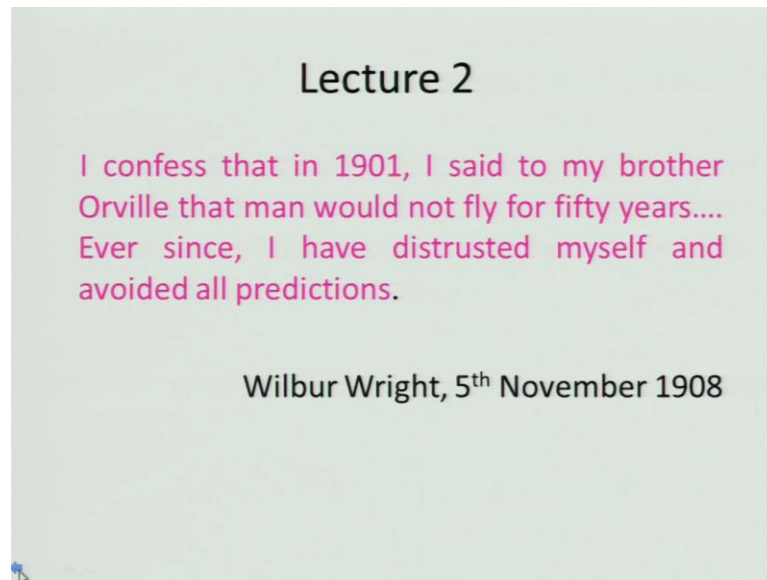 Lecture 2
I confess that in 1901, I said to my brother
Orville that man would not fly for fifty years....
Ever since, I have distrusted myself and
avoided all predictions.
Wilbur Wright, 5th November 1908